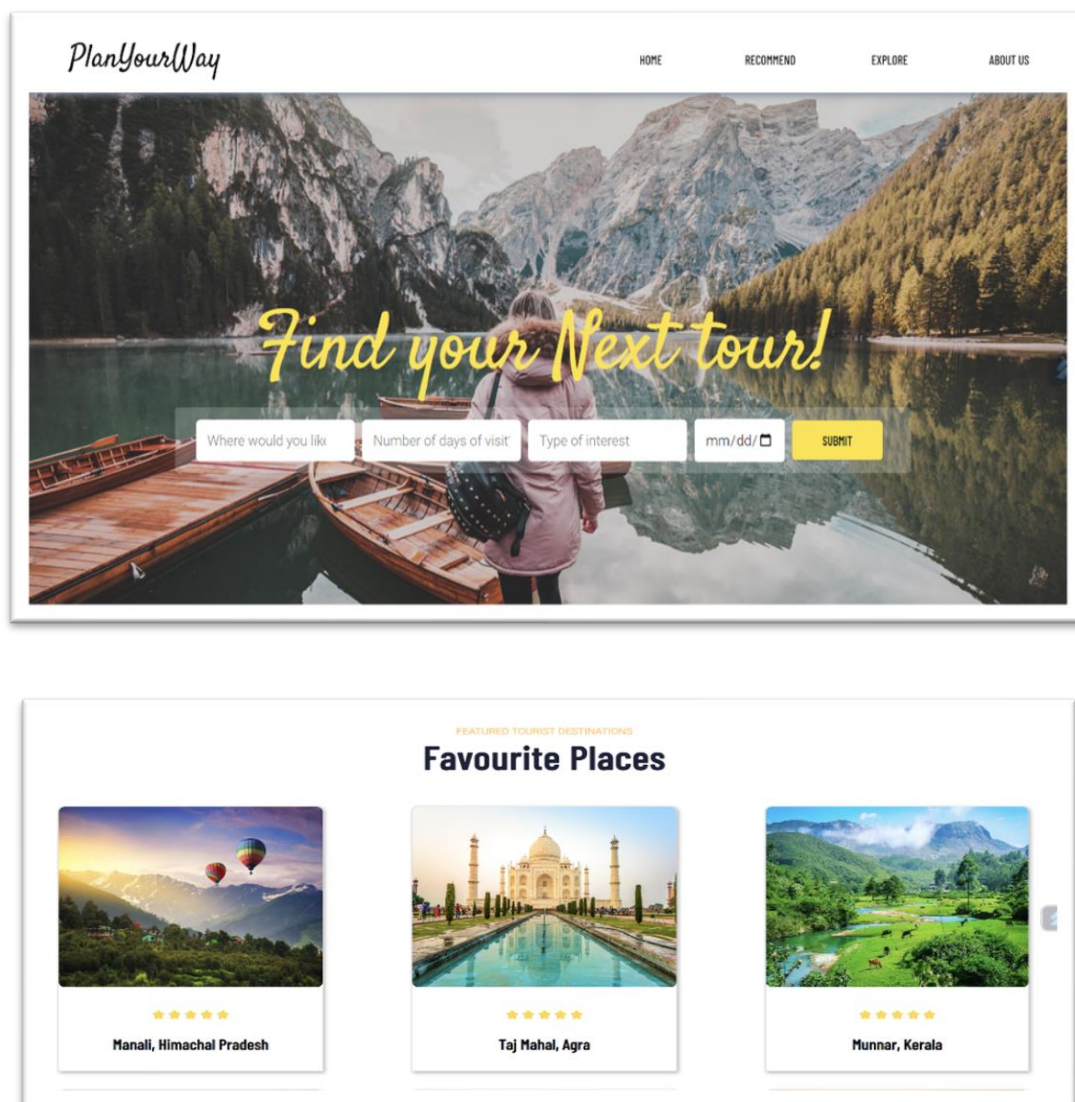 PlanYourWay
HOME RECOMMEND EXPLORE ABOUT US
Find your Next tour!
Where would you like Number of days of visit Type of interest mm/dd/ SUBMIT
FEATURED TOURIST DESTINATIONS
Favourite Places
Manali, Himachal Pradesh Taj Mahal, Agra Munnar, Kerala